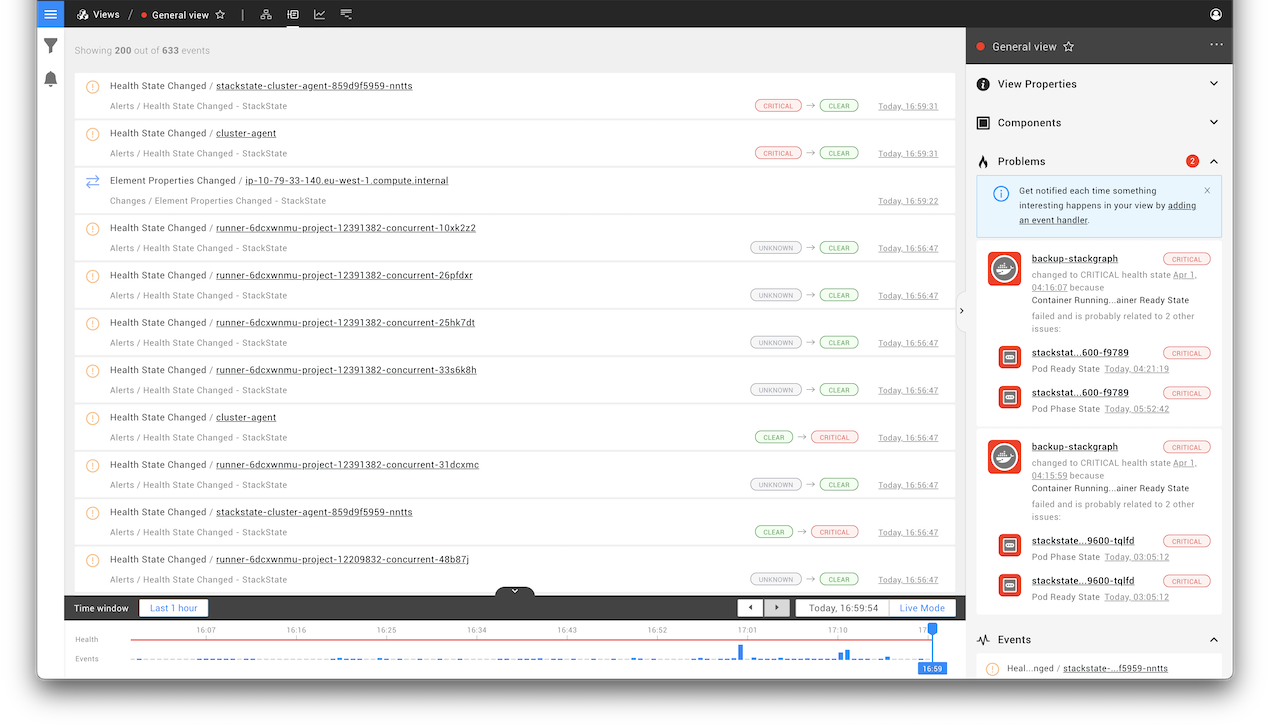 Views / General view
Showing 200 out of 633 events
Health State Changed / stackstate-cluster-agent-859d9f5959-nntts
Alerts / Health State Changed - StackState CRITICAL CLEAR Today, 16:59:31
Health State Changed / cluster-agent
Alerts / Health State Changed - StackState CRITICAL CLEAR Today, 16:59:31
Element Properties Changed / ip-10-79-33-140.eu-west-1.compute.internal
Changes / Element Properties Changed - StackState Today, 16:59:22
Health State Changed / runner-6dcxwnmu-project-12391382-concurrent-10xk2z2
Alerts / Health State Changed - StackState UNKNOWN CLEAR Today, 16:56:47
Health State Changed / runner-6dcxwnmu-project-12391382-concurrent-26pfdxr
Alerts / Health State Changed - StackState UNKNOWN CLEAR Today, 16:56:47
Health State Changed / runner-6dcxwnmu-project-12391382-concurrent-25hk7dt
Alerts / Health State Changed - StackState UNKNOWN CLEAR Today, 16:56:47
Health State Changed / runner-6dcxwnmu-project-12391382-concurrent-33s6k8h
Alerts / Health State Changed - StackState UNKNOWN CLEAR Today, 16:56:47
Health State Changed / cluster-agent
Alerts / Health State Changed - StackState CLEAR CRITICAL Today, 16:56:47
Health State Changed / runner-6dcxwnmu-project-12391382-concurrent-31dcxmc
Alerts / Health State Changed - StackState UNKNOWN CLEAR Today, 16:56:47
Health State Changed / stackstate-cluster-agent-859d9f5959-nntts
Alerts / Health State Changed - StackState CLEAR CRITICAL Today, 16:56:47
Health State Changed / runner-6dcxwnmu-project-12209832-concurrent-48b87j
Alerts / Health State Changed - StackState UNKNOWN CLEAR Today, 16:56:47
Time window Last 1 hour Today, 16:59:54 Live Mode
16:07 16:16 16:25 16:34 16:43 16:52 17:01 17:10 17:
Health
Events
16:59
General view
View Properties
Components
Problems 2
Get notified each time something
interesting happens in your view by adding
an event handler.
backup-stackgraph CRITICAL
changed to CRITICAL health state Apr 1,
04:16:07 because
Container Running...ainer Ready State
failed and is probably related to 2 other
issues:
stackstat...600-f9789 CRITICAL
Pod Ready State Today, 04:21:19
stackstat...600-f9789 CRITICAL
Pod Phase State Today, 05:52:42
backup-stackgraph CRITICAL
changed to CRITICAL health state Apr 1,
04:15:59 because
Container Running...ainer Ready State
failed and is probably related to 2 other
issues:
stackstate...9600-tqlfd CRITICAL
Pod Phase State Today, 03:05:12
stackstate...9600-tqlfd CRITICAL
Pod Ready State Today, 03:05:12
Events
Heal...nged / stackstate-...f5959-nntts